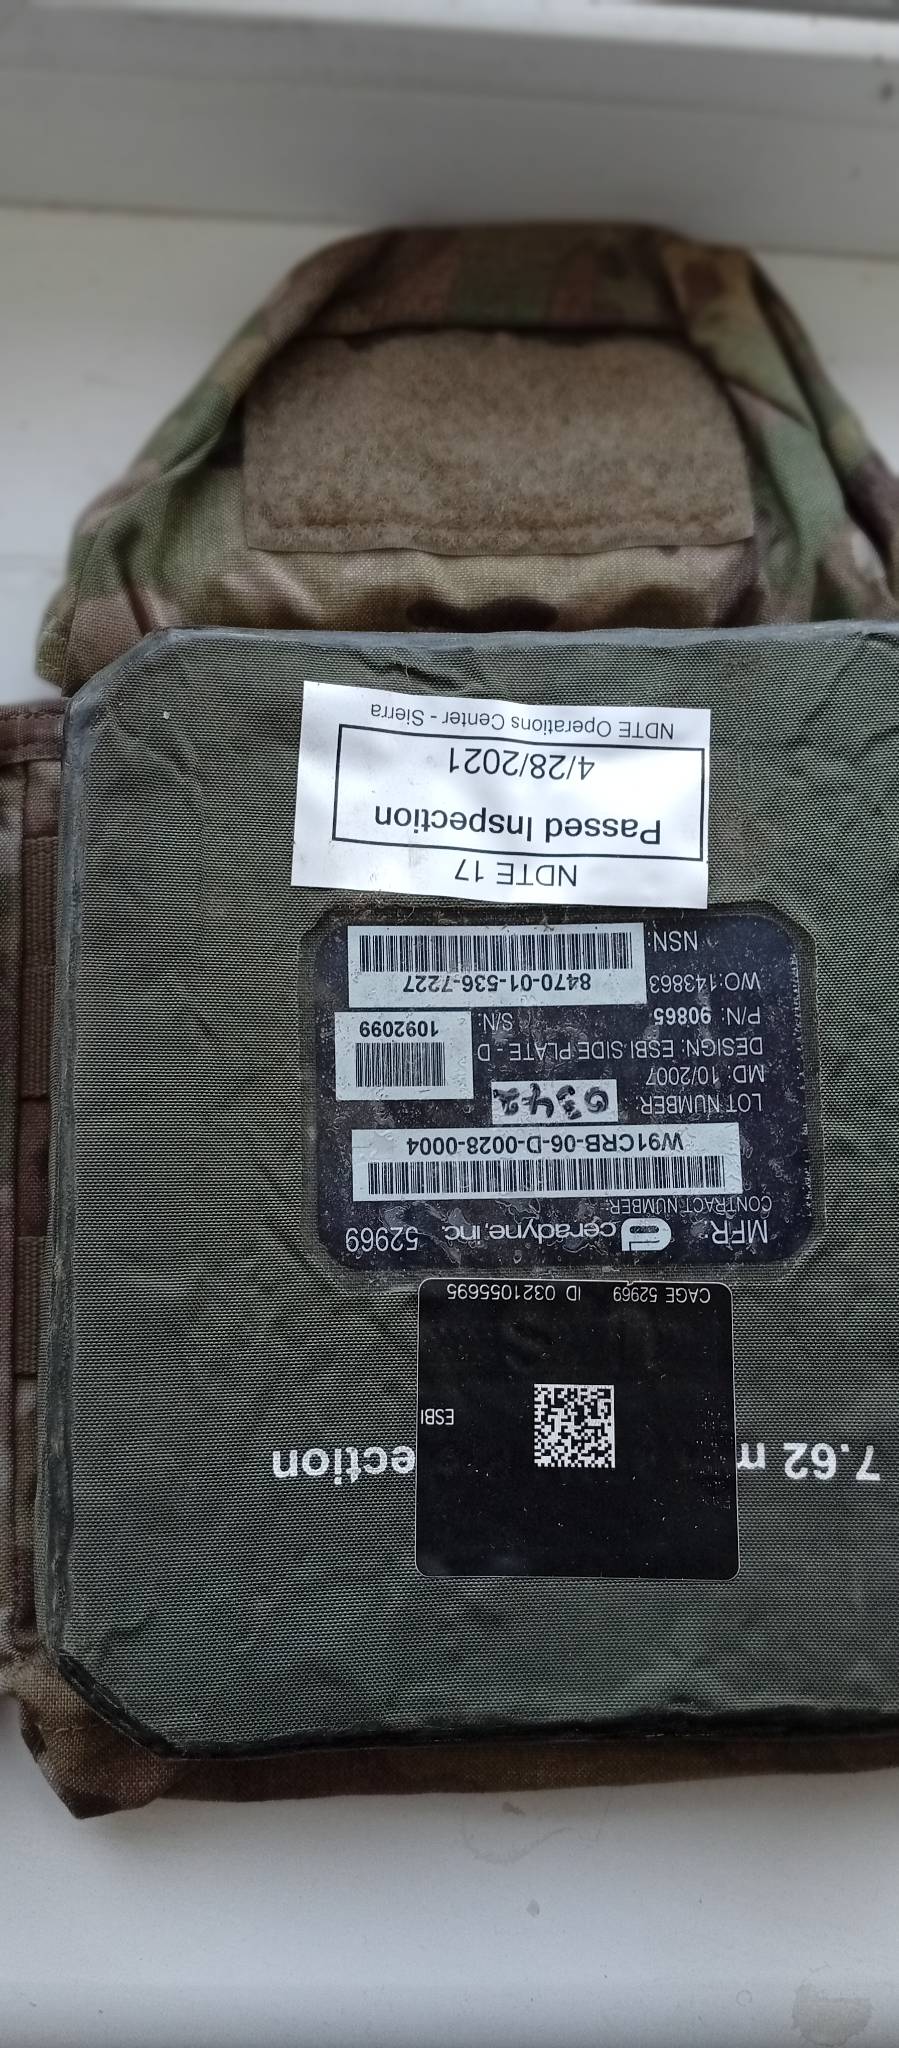 7.62 m ection
ESBI
CAGE 52969 ID 0321055695
MFR: ceradyne, inc. 52969
CONTRACT NUMBER:
W91CRB-06-D-0028-0004
LOT NUMBER: 0342
MD: 10/2007
DESIGN: ESBI SIDE PLATE - D
P/N: 90865 S/N: 1092099
WO:143863
8470-01-536-7227
NSN:
NDTE 17
Passed Inspection
4/28/2021
NDTE Operations Center - Sierra